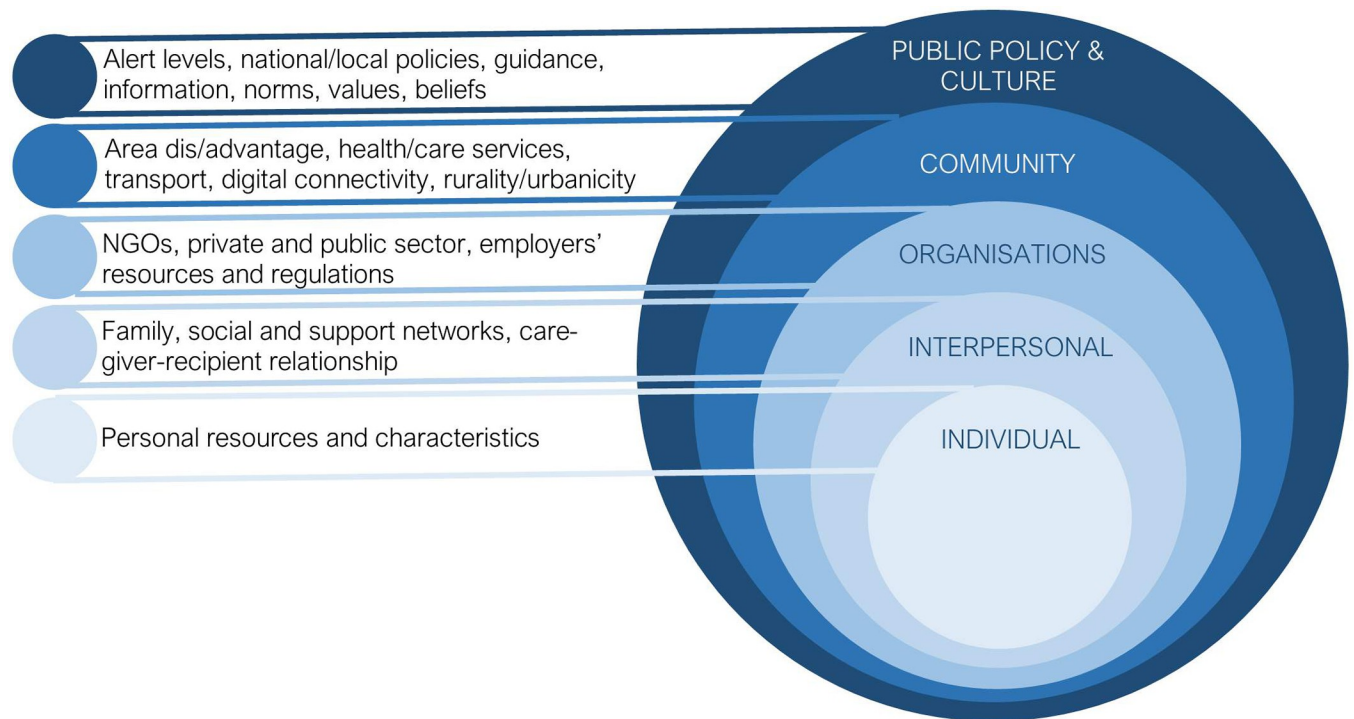 Alert levels, national/local policies, guidance,
information, norms, values, beliefs
Area dis/advantage, health/care services,
transport, digital connectivity, rurality/urbanicity
NGOs, private and public sector, employers’
resources and regulations
Family, social and support networks, care-
giver-recipient relationship
Personal resources and characteristics
PUBLIC POLICY &
CULTURE
COMMUNITY
ORGANISATIONS
INTERPERSONAL
INDIVIDUAL